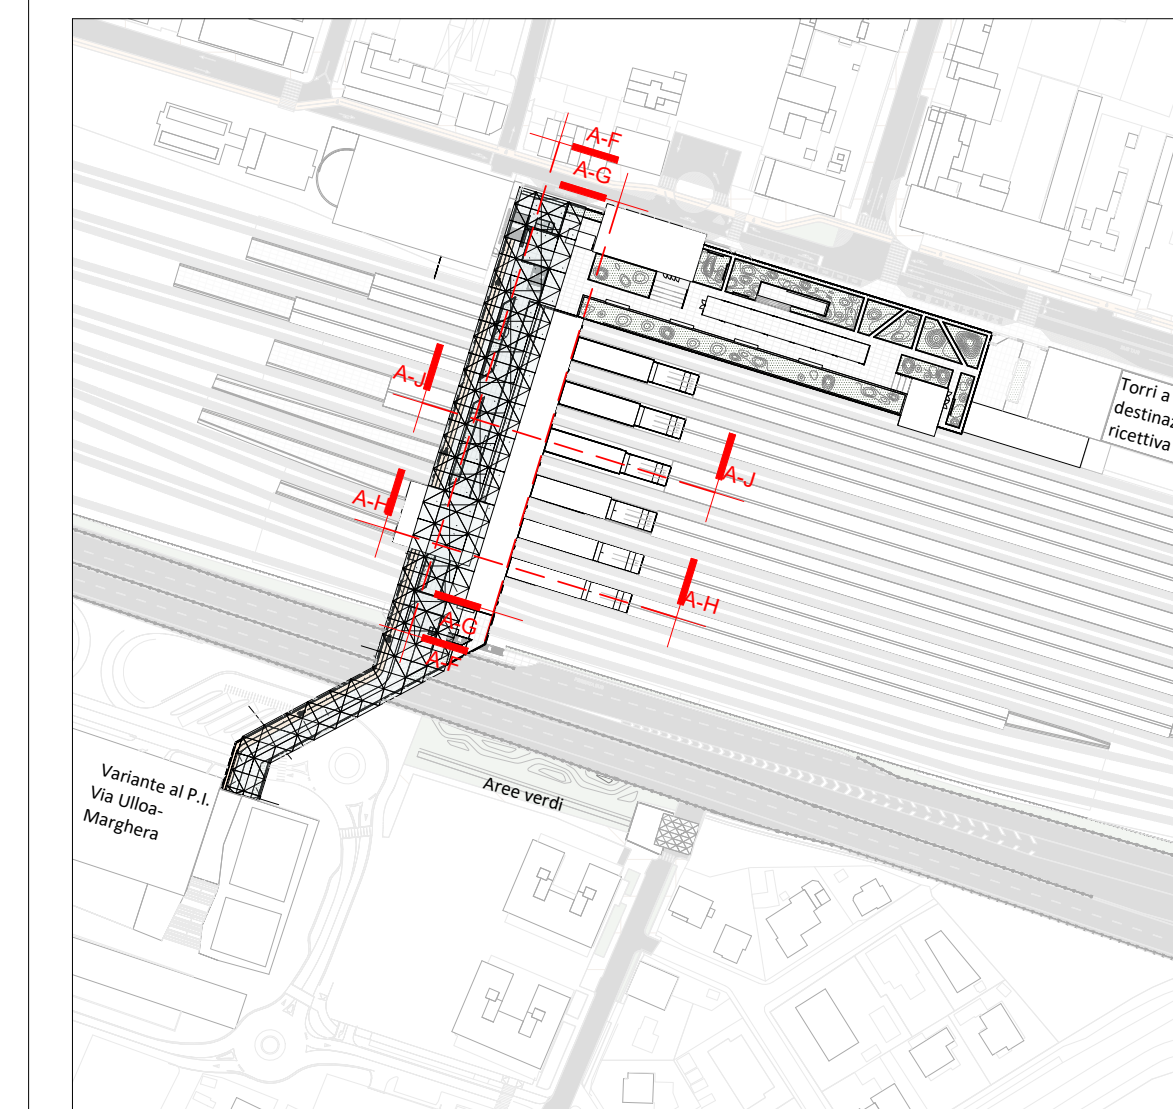 A-F
A-G
A-J
Torri a
destinaz
ricettiva
A-J
A-H
A-H
A-G
A-F
Variante al P.I.
Via Ulloa-
Marghera
Aree verdi